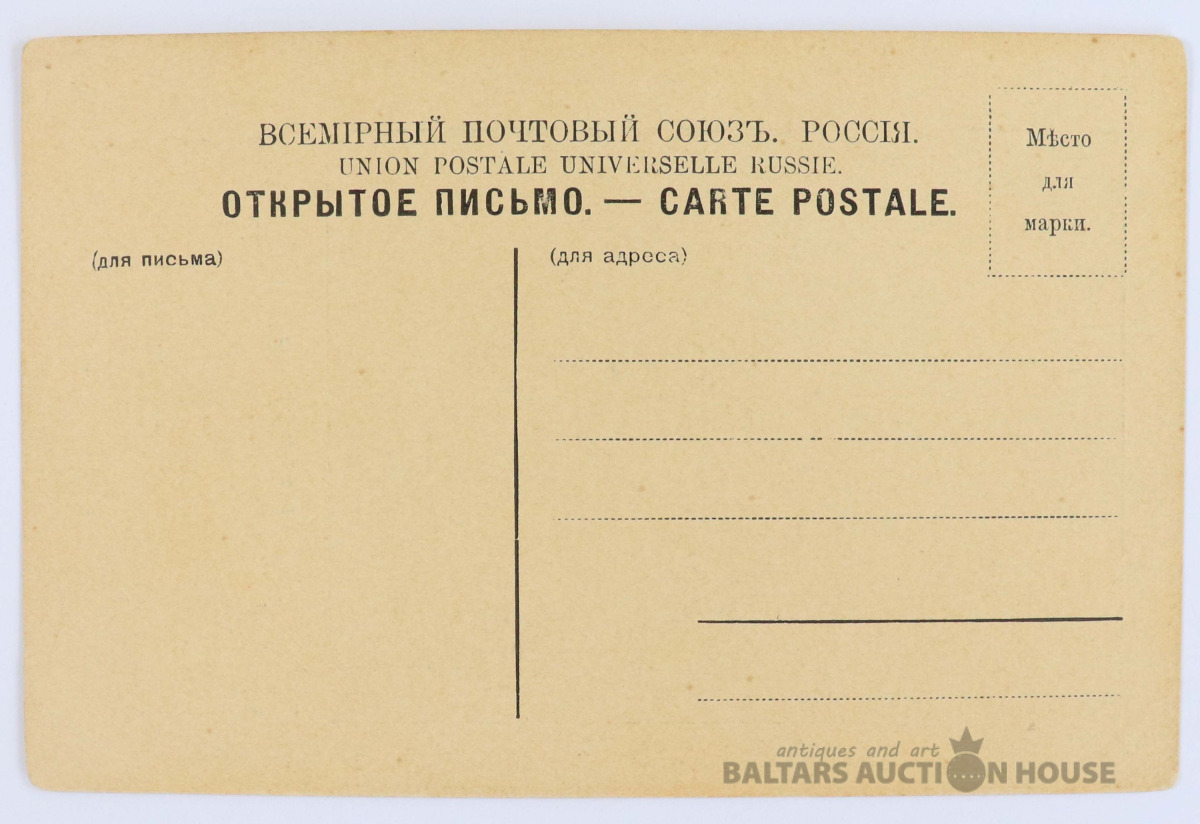 ВСЕМІРНЫЙ ПОЧТОВЫЙ СОЮЗЪ. РОССІЯ.
UNION POSTALE UNIVERSELLE RUSSIE.
ОТКРЫТОЕ ПИСЬМО. — CARTE POSTALE.
Мѣсто
для
марки.
(для письма)
(для адреса)
antiques and art
BALTARS AUCTION HOUSE